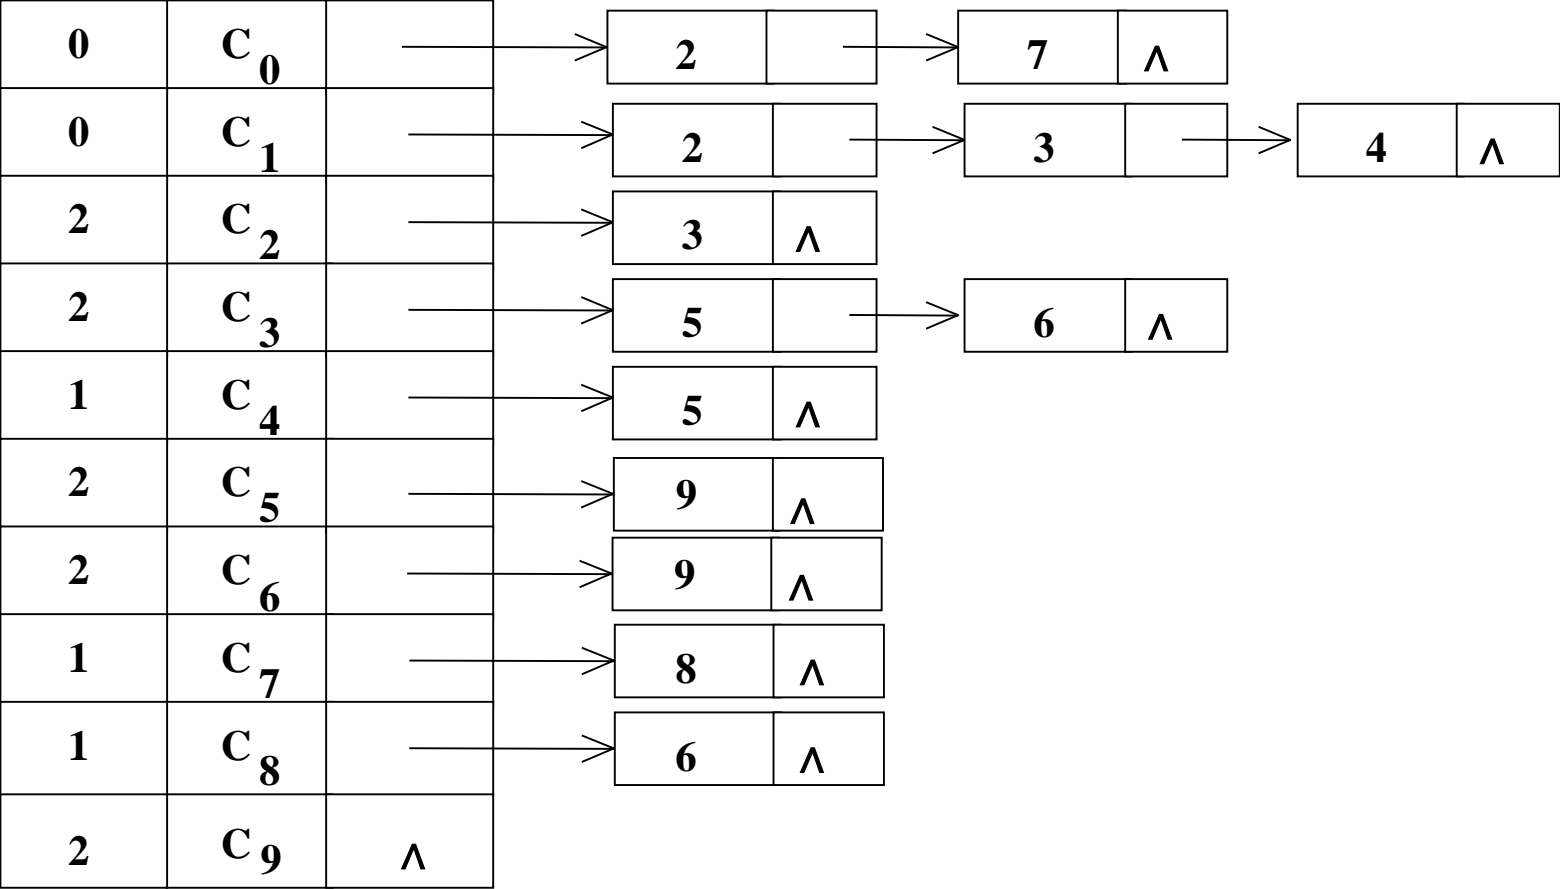 0 C0 2 7 ∧
0 C1 2 3 4 ∧
2 C2 3 ∧
2 C3 5 6 ∧
1 C4 5 ∧
2 C5 9 ∧
2 C6 9 ∧
1 C7 8 ∧
1 C8 6 ∧
2 C9 ∧